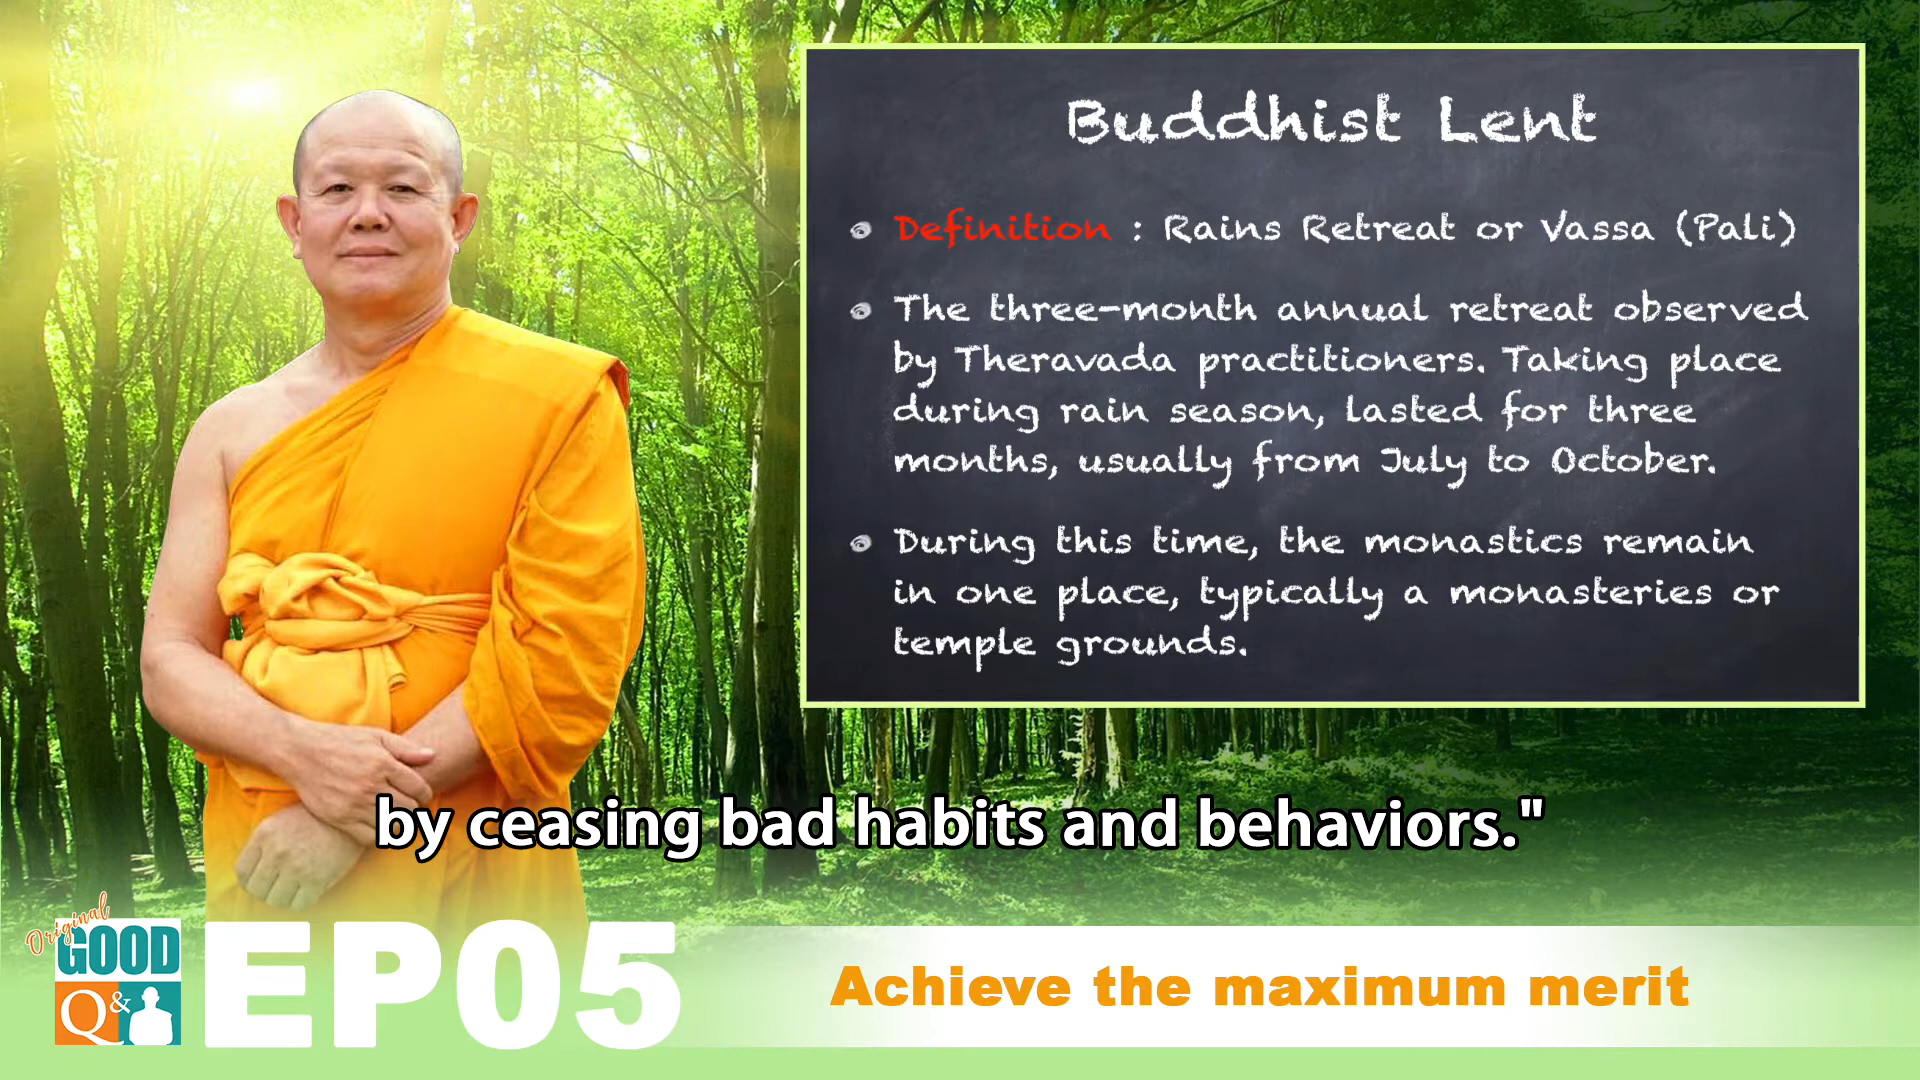 Buddhist Lent
Definition : Rains Retreat or Vassa (Pali)
The three-month annual retreat observed
by Theravada practitioners. Taking place
during rain season, lasted for three
months, usually from July to October.
During this time, the monastics remain
in one place, typically a monasteries or
temple grounds.
by ceasing bad habits and behaviors."
Original
GOOD
Q&
EP05
Achieve the maximum merit